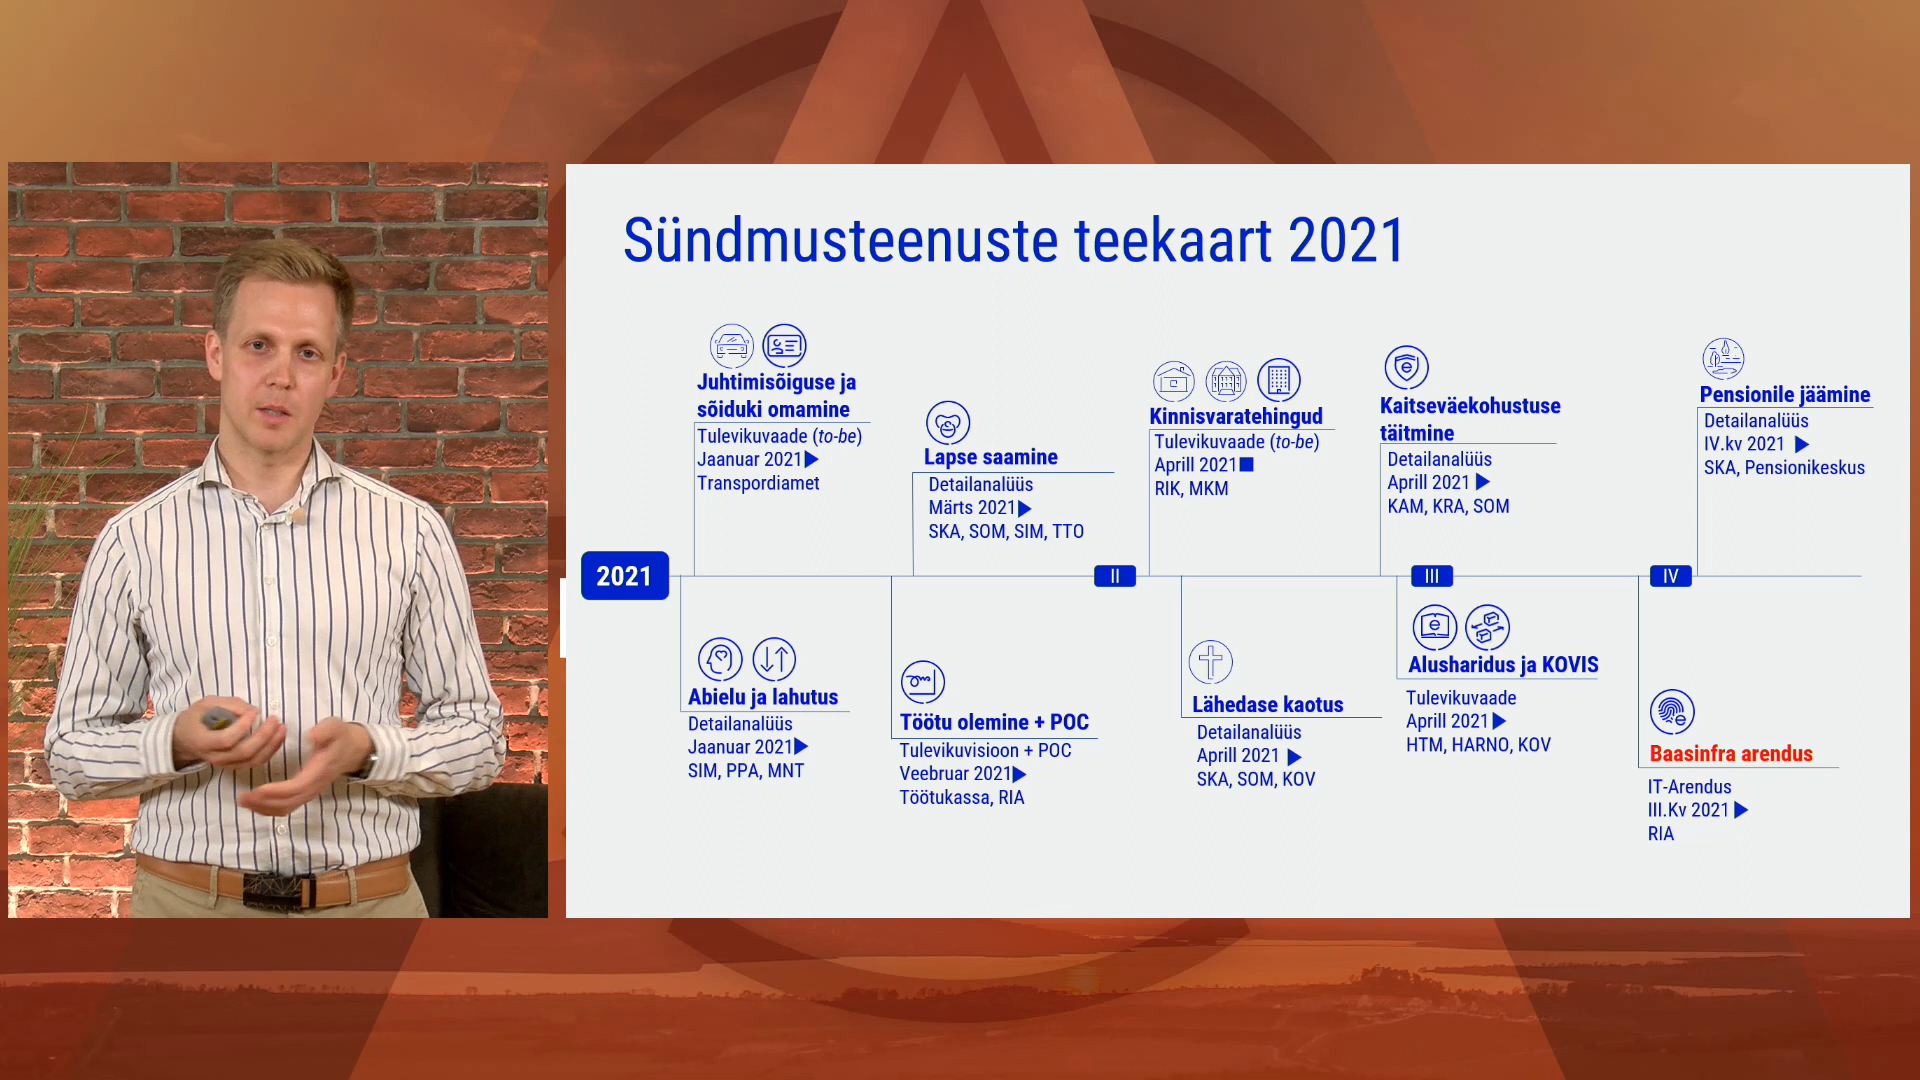 Sündmusteenuste teekaart 2021
Juhtimisõiguse ja
sõiduki omamine
Tulevikuvaade (to-be)
Jaanuar 2021
Transpordiamet
Lapse saamine
Detailanalüüs
Märts 2021
SKA, SOM, SIM, TTO
Kinnisvaratehingud
Tulevikuvaade (to-be)
Aprill 2021
RIK, MKM
Kaitseväekohustuse
täitmine
Detailanalüüs
Aprill 2021
KAM, KRA, SOM
Pensionile jäämine
Detailanalüüs
IV.kv 2021
SKA, Pensionikeskus
2021
II
III
IV
Abielu ja lahutus
Detailanalüüs
Jaanuar 2021
SIM, PPA, MNT
Töötu olemine + POC
Tulevikuvisioon + POC
Veebruar 2021
Töötukassa, RIA
Lähedase kaotus
Detailanalüüs
Aprill 2021
SKA, SOM, KOV
Alusharidus ja KOVIS
Tulevikuvaade
Aprill 2021
HTM, HARNO, KOV
Baasinfra arendus
IT-Arendus
III.Kv 2021
RIA